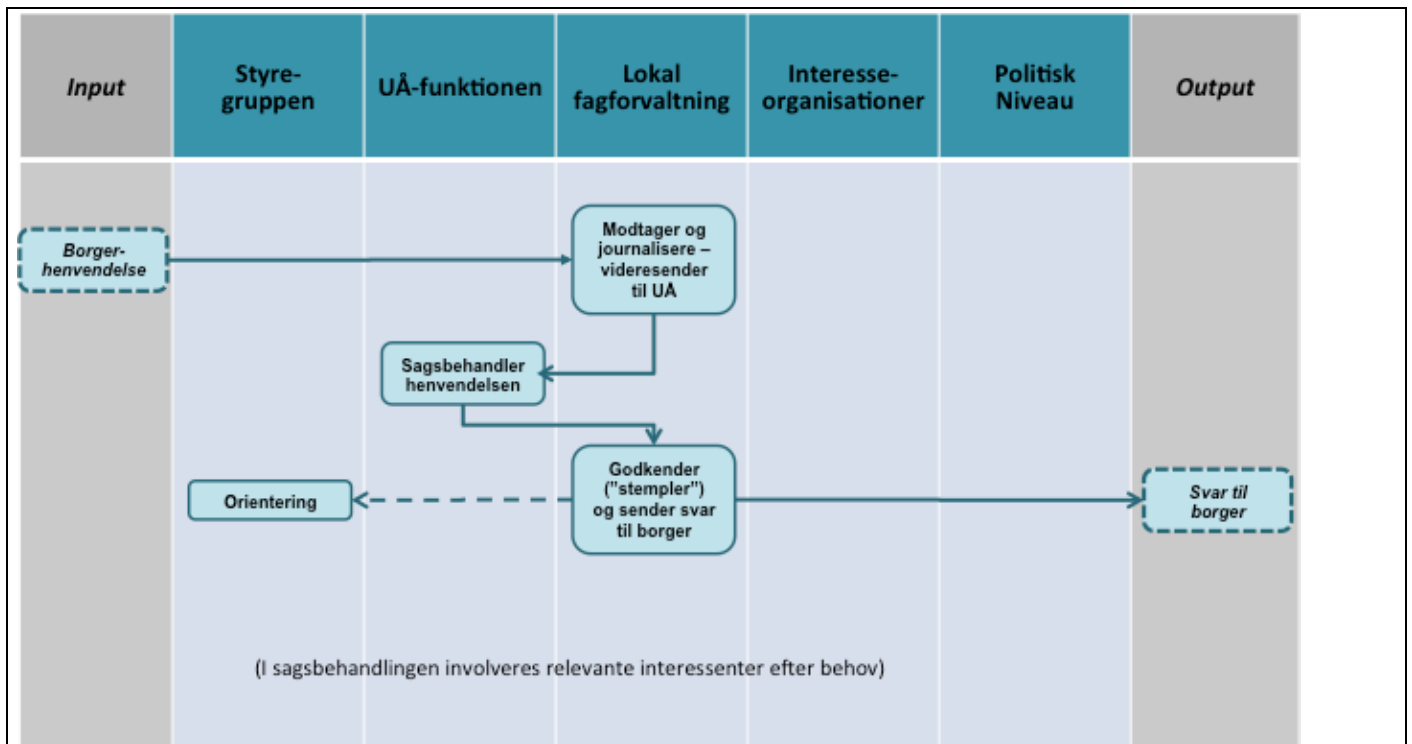 Input
Styre-
gruppen
UÅ-funktionen
Lokal
fagforvaltning
Interesse-
organisationer
Politisk
Niveau
Output
Borger-
henvendelse
Modtager og
journalisere –
videresender
til UÅ
Sagsbehandler
henvendelsen
Orientering
Godkender
("stempler")
og sender svar
til borger
Svar til
borger
(I sagsbehandlingen involveres relevante interessenter efter behov)